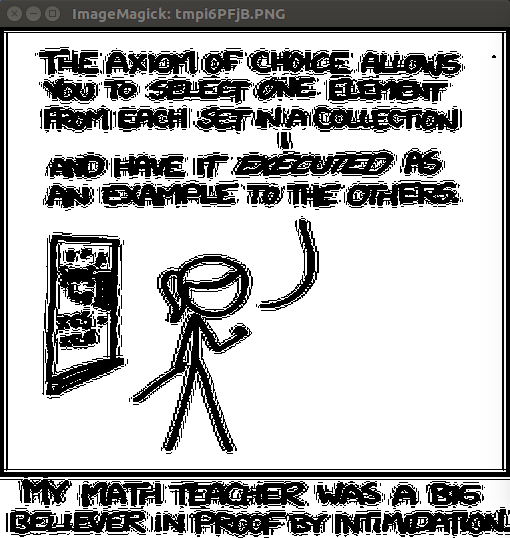 ImageMagick: tmpi6PFjB.PNG
THE AXIOM OF CHOICE ALLOWS
YOU TO SELECT ONE ELEMENT
FROM EACH SET IN A COLLECTION
AND HAVE IT EXECUTED AS
AN EXAMPLE TO THE OTHERS.
MY MATH TEACHER WAS A BIG
BELIEVER IN PROOF BY INTIMIDATION.